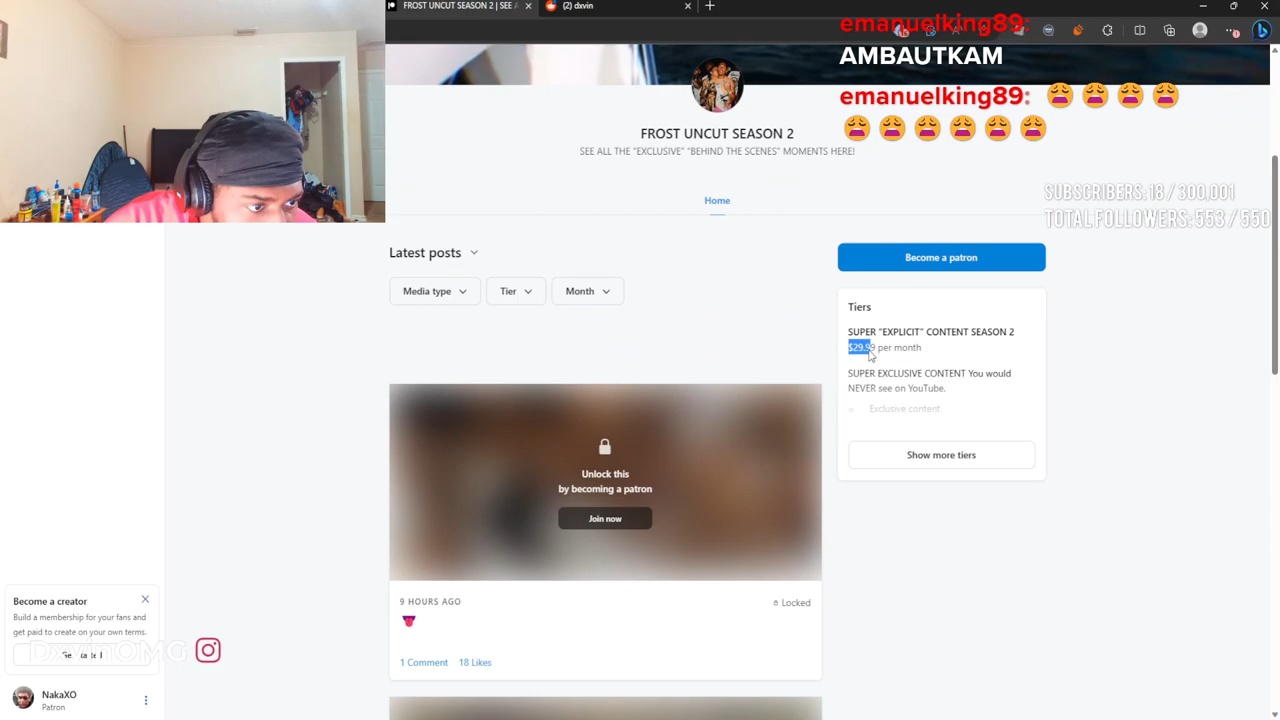 FROST UNCUT SEASON 2 | SEE A
(2) dxvin
emanuelking89:
AMBAUTKAM
emanuelking89: 😩 😩 😩 😩
😩 😩 😩 😩 😩 😩
FROST UNCUT SEASON 2
SEE ALL THE "EXCLUSIVE" "BEHIND THE SCENES" MOMENTS HERE!
SUBSCRIBERS: 18 / 300,001
TOTAL FOLLOWERS: 553 / 550
Home
Latest posts
Become a patron
Media type
Tier
Month
Tiers
SUPER "EXPLICIT" CONTENT SEASON 2
$29.99 per month
SUPER EXCLUSIVE CONTENT You would
NEVER see on YouTube.
Exclusive content
Show more tiers
Unlock this
by becoming a patron
Join now
9 HOURS AGO
Locked
👅
1 Comment
18 Likes
Become a creator
Build a membership for your fans and
get paid to create on your own terms.
DxvinOMG
NakaXO
Patron